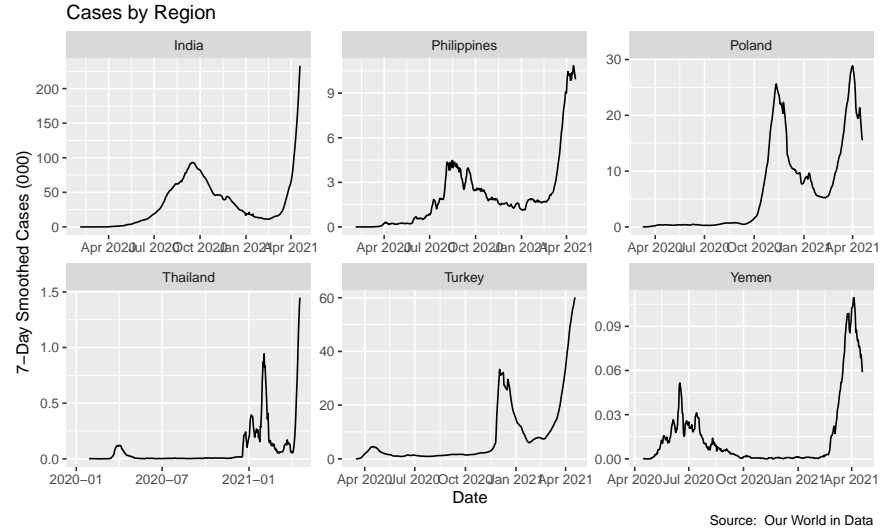 Cases by Region
India
Philippines
Poland
200
150
100
50
0
9
6
3
0
30
20
10
0
Apr 2020 Jul 2020 Oct 2020 Jan 2021 Apr 2021
Apr 2020 Jul 2020 Oct 2020 Jan 2021 Apr 2021
Apr 2020 Jul 2020 Oct 2020 Jan 2021 Apr 2021
Thailand
Turkey
Yemen
1.5
1.0
0.5
0.0
60
40
20
0
0.09
0.06
0.03
0.00
2020−01 2020−07 2021−01
Apr 2020 Jul 2020 Oct 2020 Jan 2021 Apr 2021
Apr 2020 Jul 2020 Oct 2020 Jan 2021 Apr 2021
7−Day Smoothed Cases (000)
Date
Source: Our World in Data